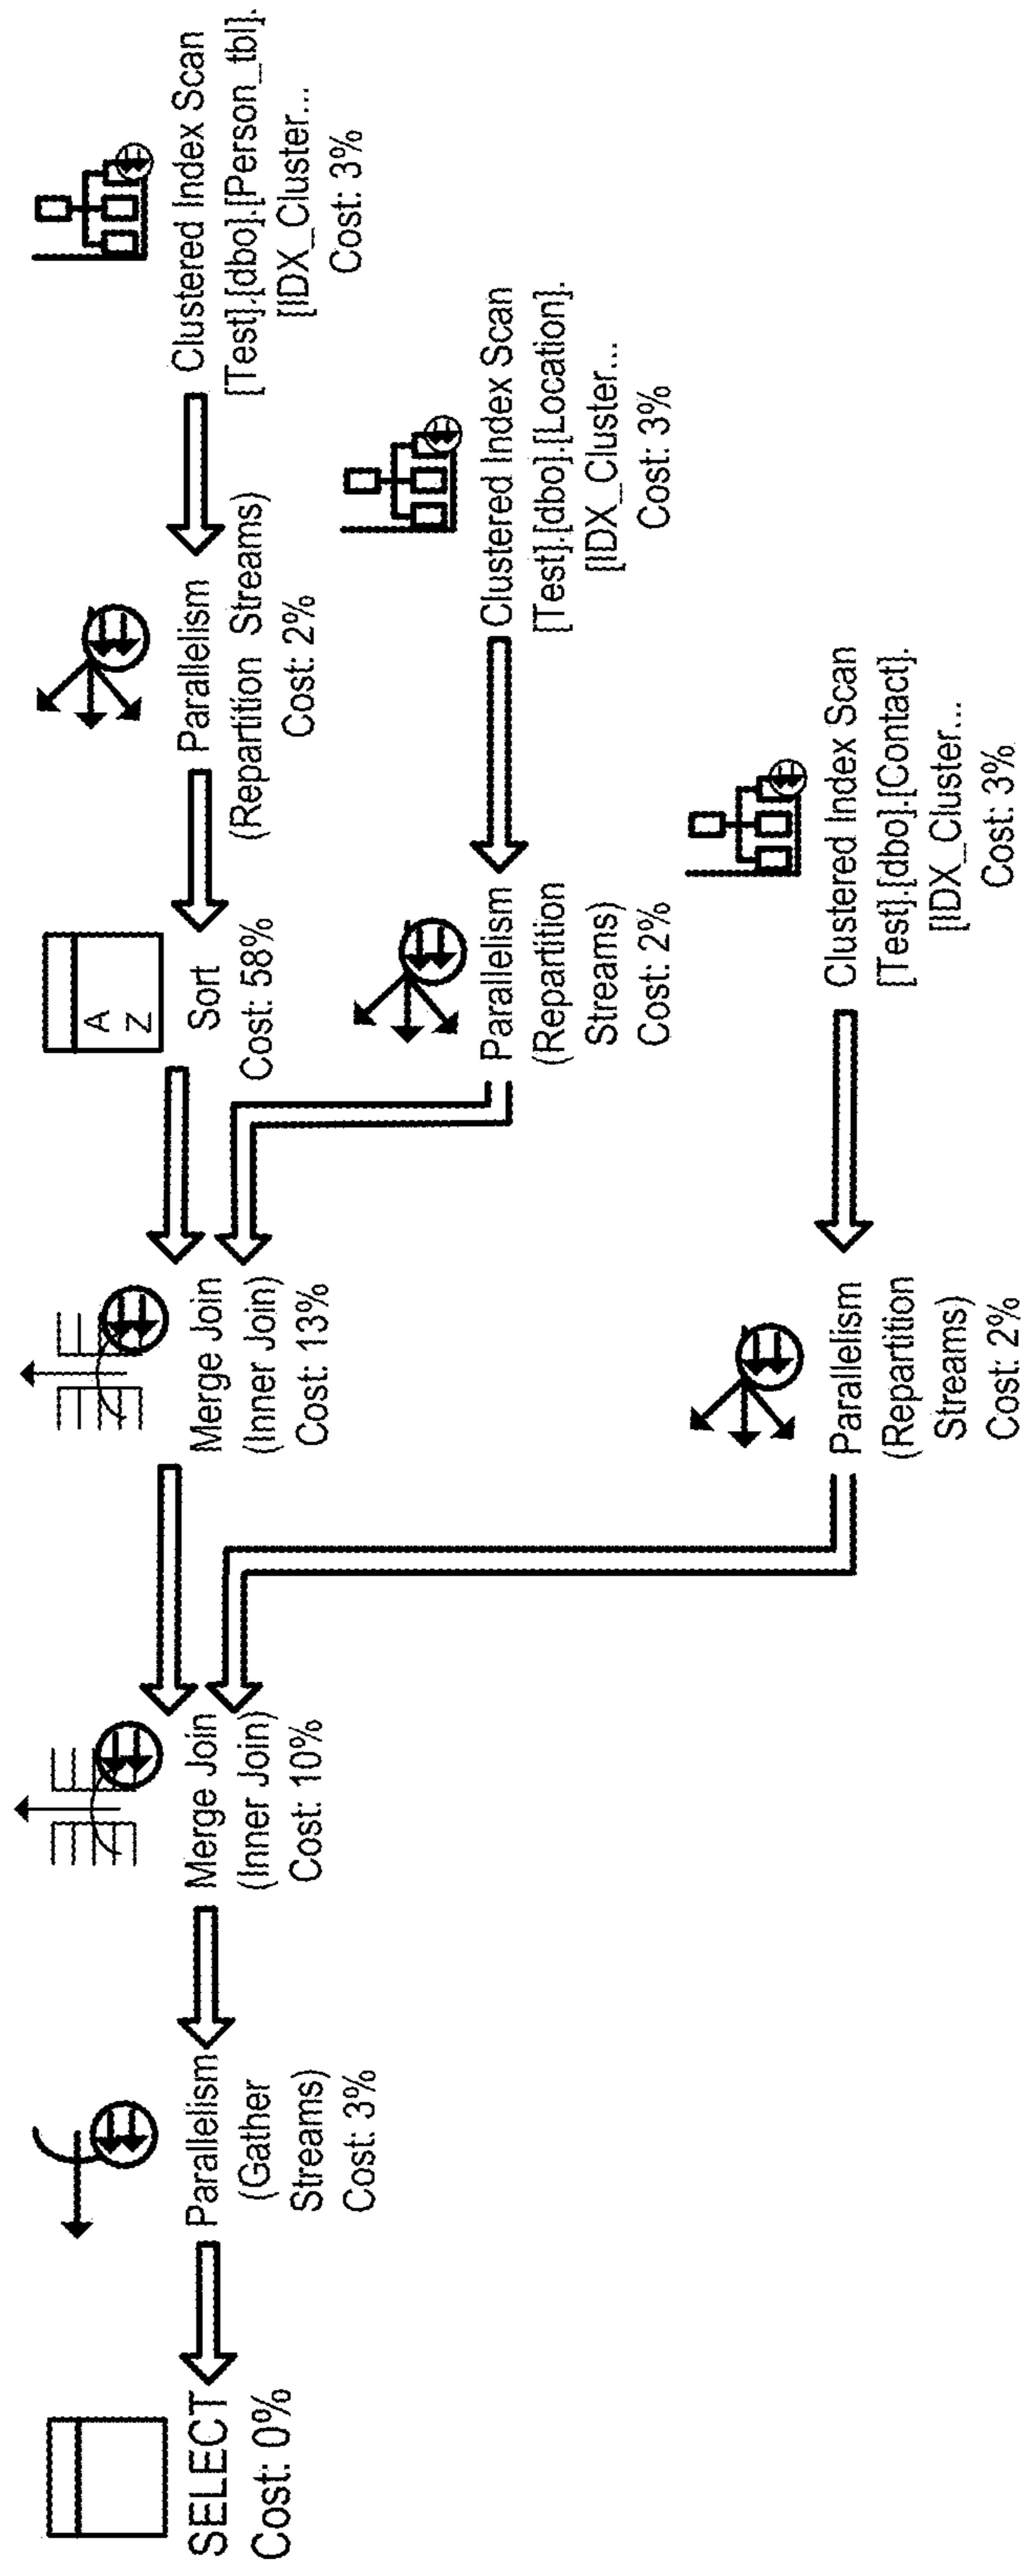 SELECT
Cost: 0%
Parallelism
(Gather
Streams)
Cost: 3%
Merge Join
(Inner Join)
Cost: 10%
Merge Join
(Inner Join)
Cost: 13%
A
Z
Sort
Cost: 58%
Parallelism
(Repartition Streams)
Cost: 2%
Clustered Index Scan
[Test].[dbo].[Person_tbl].
[IDX_Cluster...
Cost: 3%
Parallelism
(Repartition
Streams)
Cost: 2%
Clustered Index Scan
[Test].[dbo].[Location].
[IDX_Cluster...
Cost: 3%
Parallelism
(Repartition
Streams)
Cost: 2%
Clustered Index Scan
[Test].[dbo].[Contact].
[IDX_Cluster...
Cost: 3%